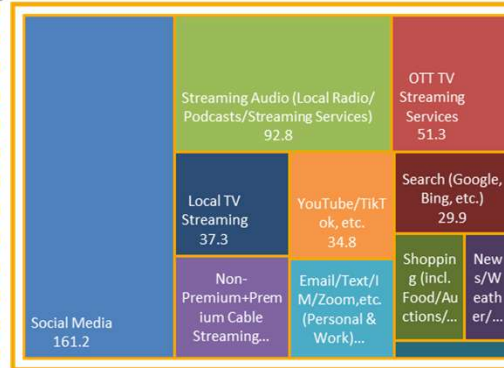 Social Media
161.2
Streaming Audio (Local Radio/
Podcasts/Streaming Services)
92.8
OTT TV
Streaming
Services
51.3
Local TV
Streaming
37.3
YouTube/TikT
ok, etc.
34.8
Search (Google,
Bing, etc.)
29.9
Non-
Premium+Prem
ium Cable
Streaming...
Email/Text/I
M/Zoom,etc.
(Personal &
Work)...
Shoppin
g (incl.
Food/Au
ctions/...
New
s/W
eath
er/...